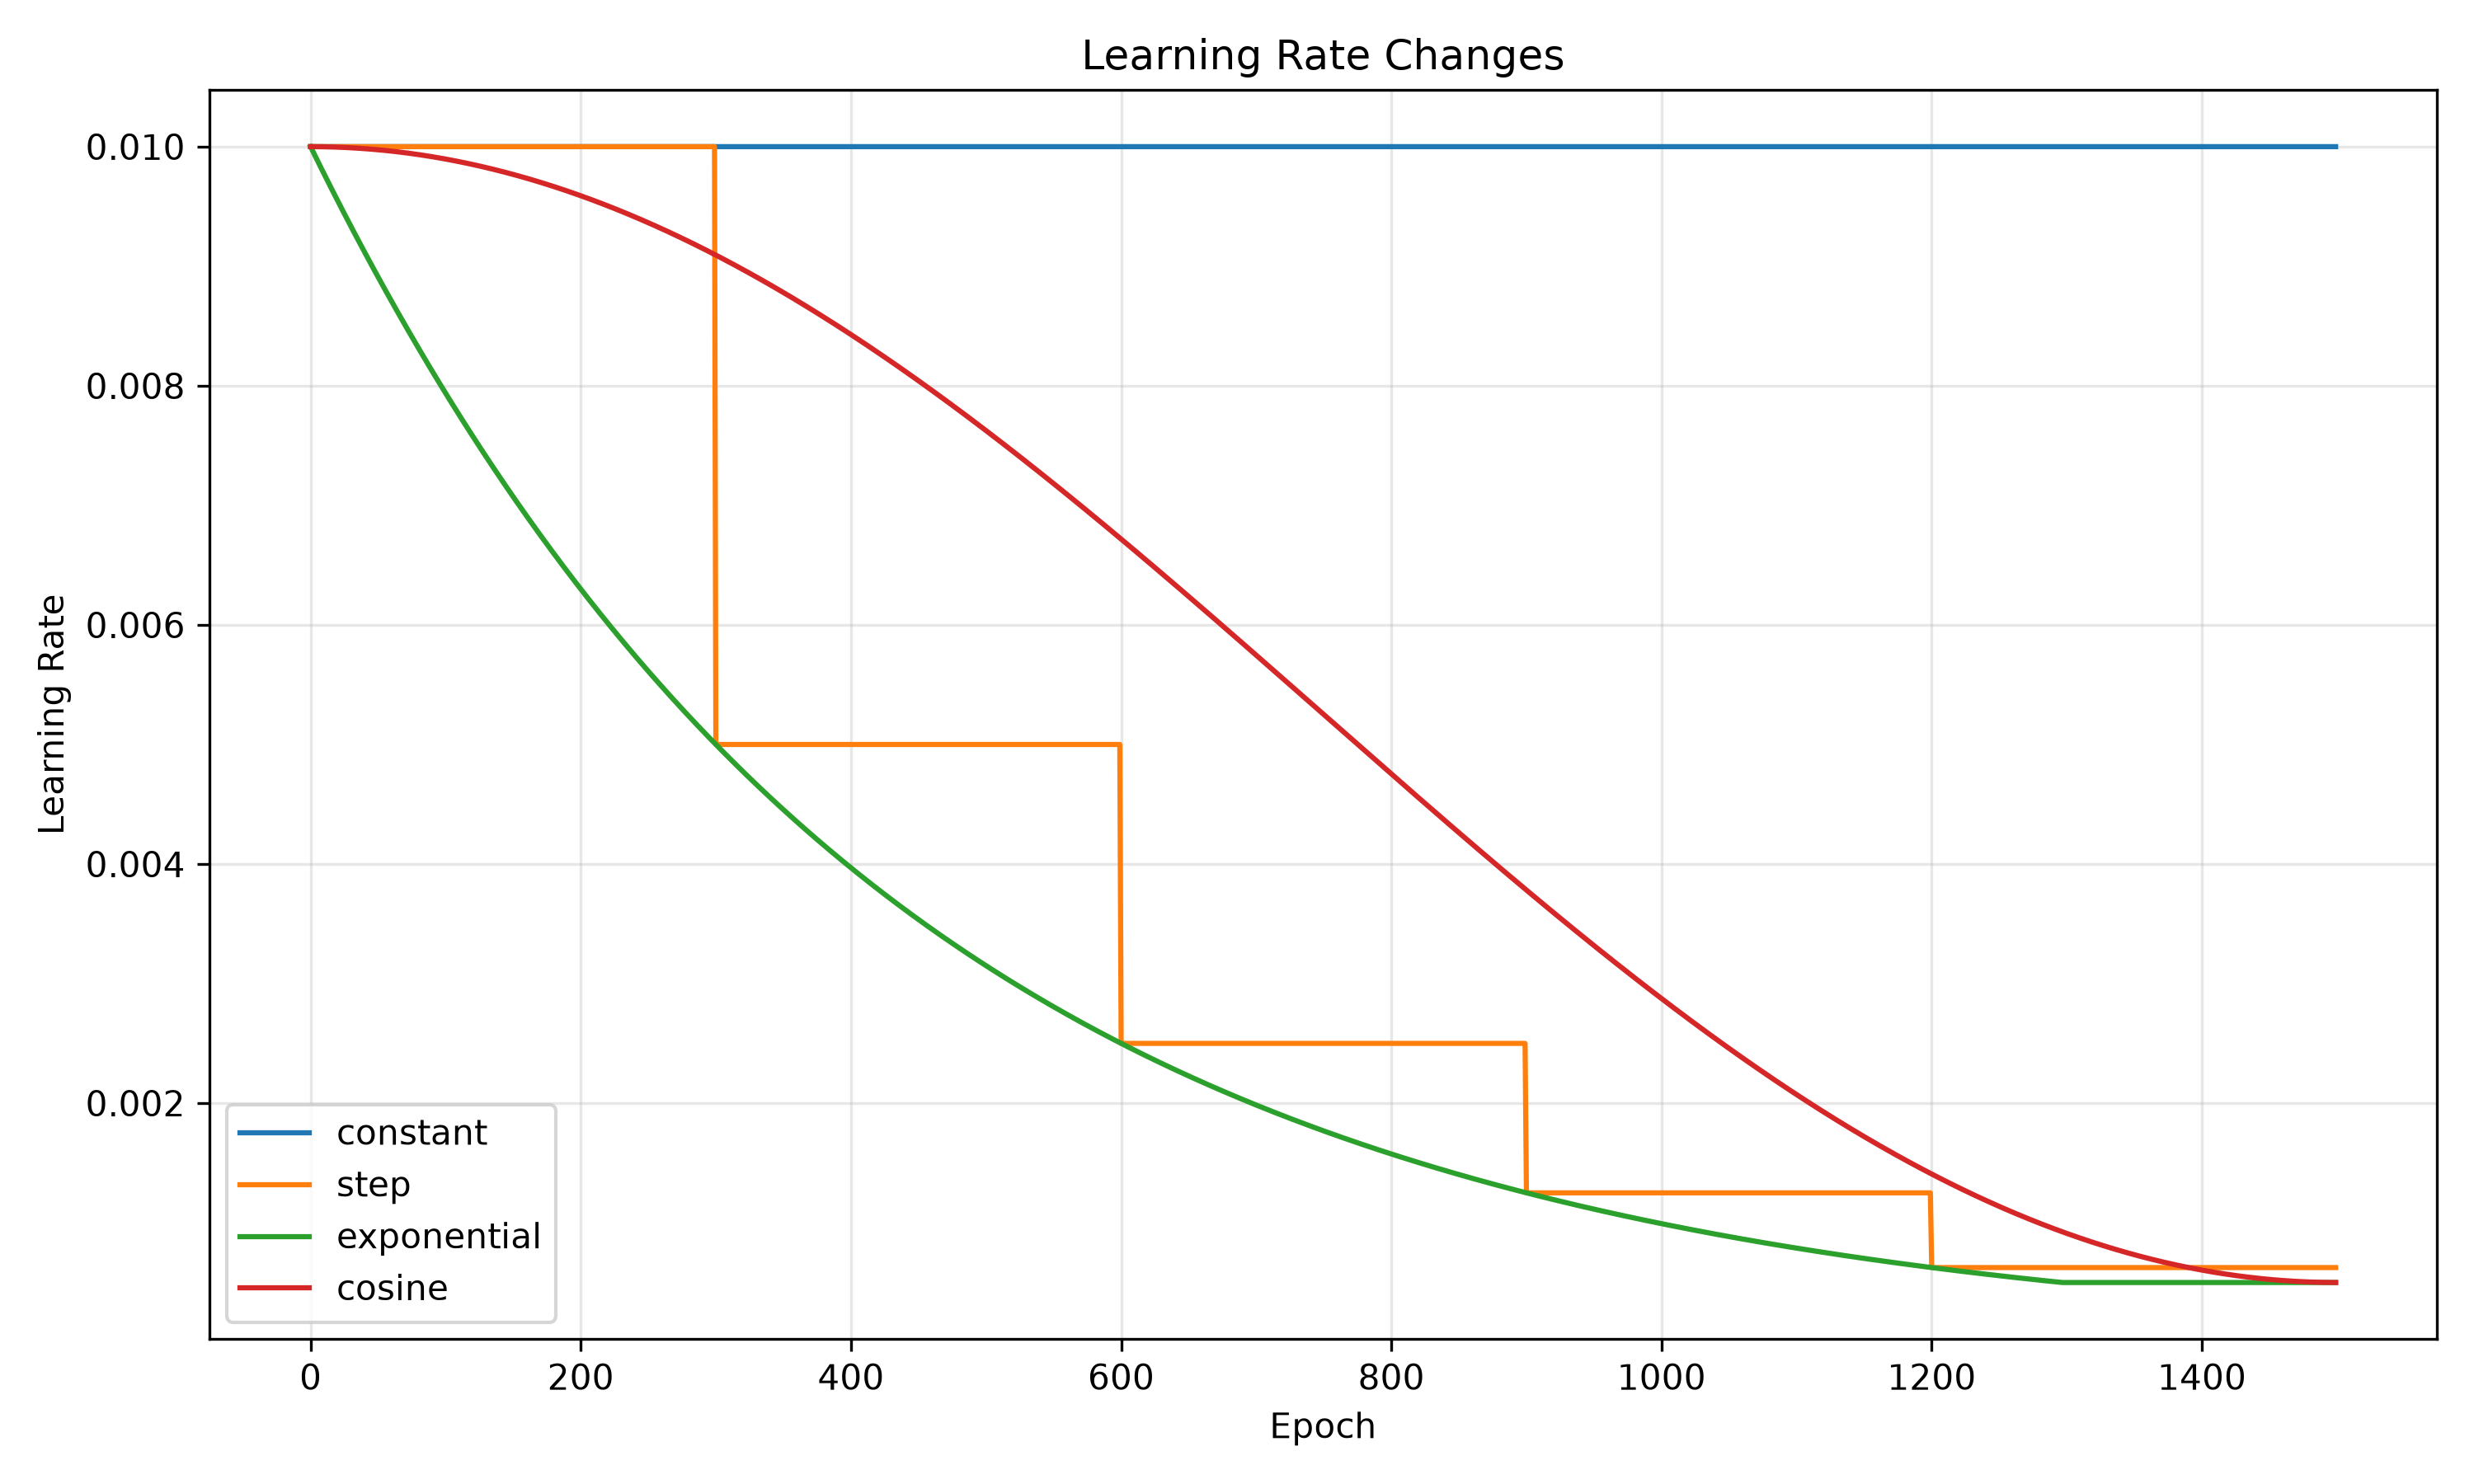 Learning Rate Changes
Learning Rate
0.010
0.008
0.006
0.004
0.002
constant
step
exponential
cosine
0 200 400 600 800 1000 1200 1400
Epoch